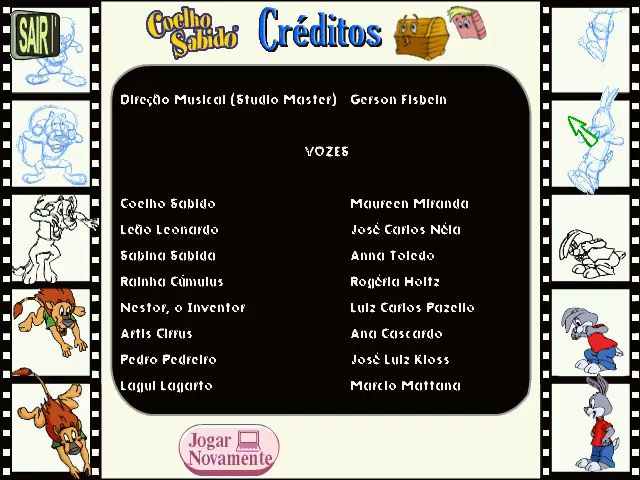 SAIR
Coelho Sabido
Créditos
Direção Musical (Studio Master) Gerson Fisbein
VOZES
Coelho Sabido Maureen Miranda
Leão Leonardo José Carlos Néia
Sabina Sabida Anna Toledo
Rainha Cúmulus Rogéria Holtz
Nestor, o Inventor Luiz Carlos Pazello
Artis Cirrus Ana Cascardo
Pedro Pedreiro José Luiz Kloss
Lagui Lagarto Marcio Mattana
Jogar
Novamente